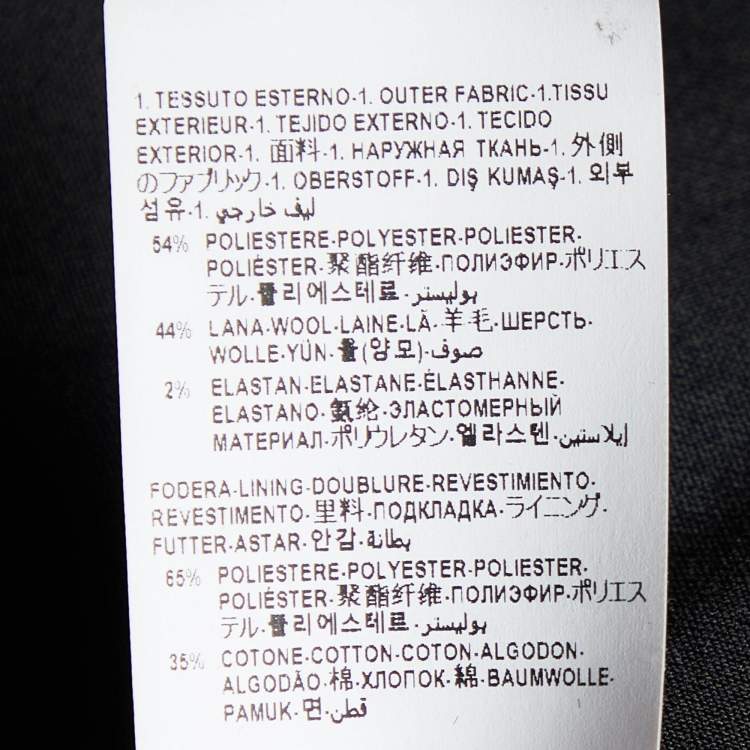 1. TESSUTO ESTERNO-1. OUTER FABRIC-1.TISSU
EXTERIEUR-1. TEJIDO EXTERNO-1. TECIDO
EXTERIOR-1. 面料-1. НАРУЖНАЯ ТКАНЬ-1. 外側
のファブリック-1. OBERSTOFF-1. DIŞ KUMAŞ-1. 외부
섬유-1. ليف خارجي
54% POLIESTERE-POLYESTER-POLIESTER-
POLIÉSTER-聚酯纤维-ПОЛИЭФИР-ポリエス
テル-폴리에스테르-بوليستر
44% LANA-WOOL-LAINE-LÃ-羊毛-ШЕРСТЬ-
WOLLE-YÜN-울(양모)-صوف
2% ELASTAN-ELASTANE-ÉLASTHANNE-
ELASTANO-氨纶-ЭЛАСТОМЕРНЫЙ
МАТЕРИАЛ-ポリウレタン-엘라스텐-إيلاستين
FODERA-LINING-DOUBLURE-REVESTIMIENTO-
REVESTIMENTO-里料-ПОДКЛАДКА-ライニング-
FUTTER-ASTAR-안감-بطانة
65% POLIESTERE-POLYESTER-POLIESTER-
POLIÉSTER-聚酯纤维-ПОЛИЭФИР-ポリエス
テル-폴리에스테르-بوليستر
35% COTONE-COTTON-COTON-ALGODON-
ALGODÃO-棉-ХЛОПОК-綿-BAUMWOLLE-
PAMUK-면-قطن